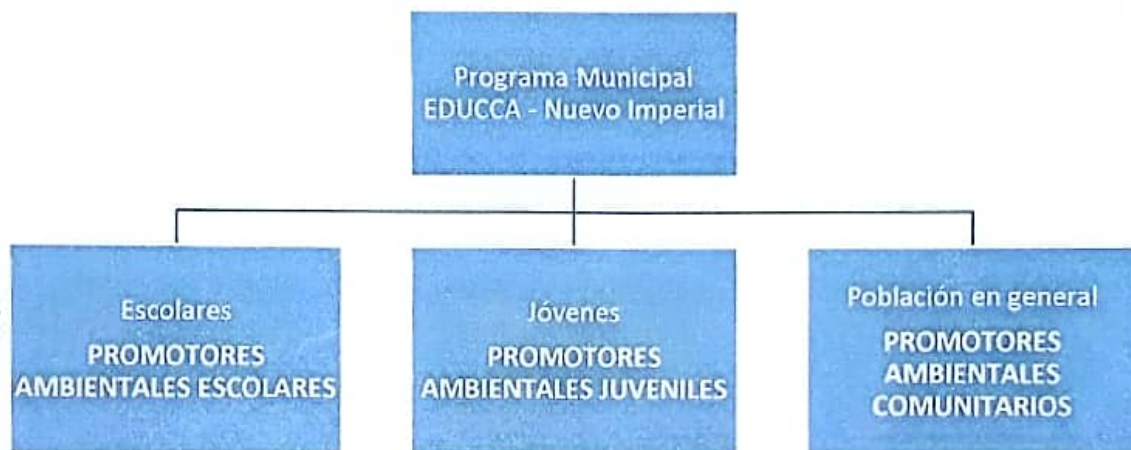 Programa Municipal
EDUCCA - Nuevo Imperial
Escolares
PROMOTORES
AMBIENTALES ESCOLARES
Jóvenes
PROMOTORES
AMBIENTALES JUVENILES
Población en general
PROMOTORES
AMBIENTALES
COMUNITARIOS